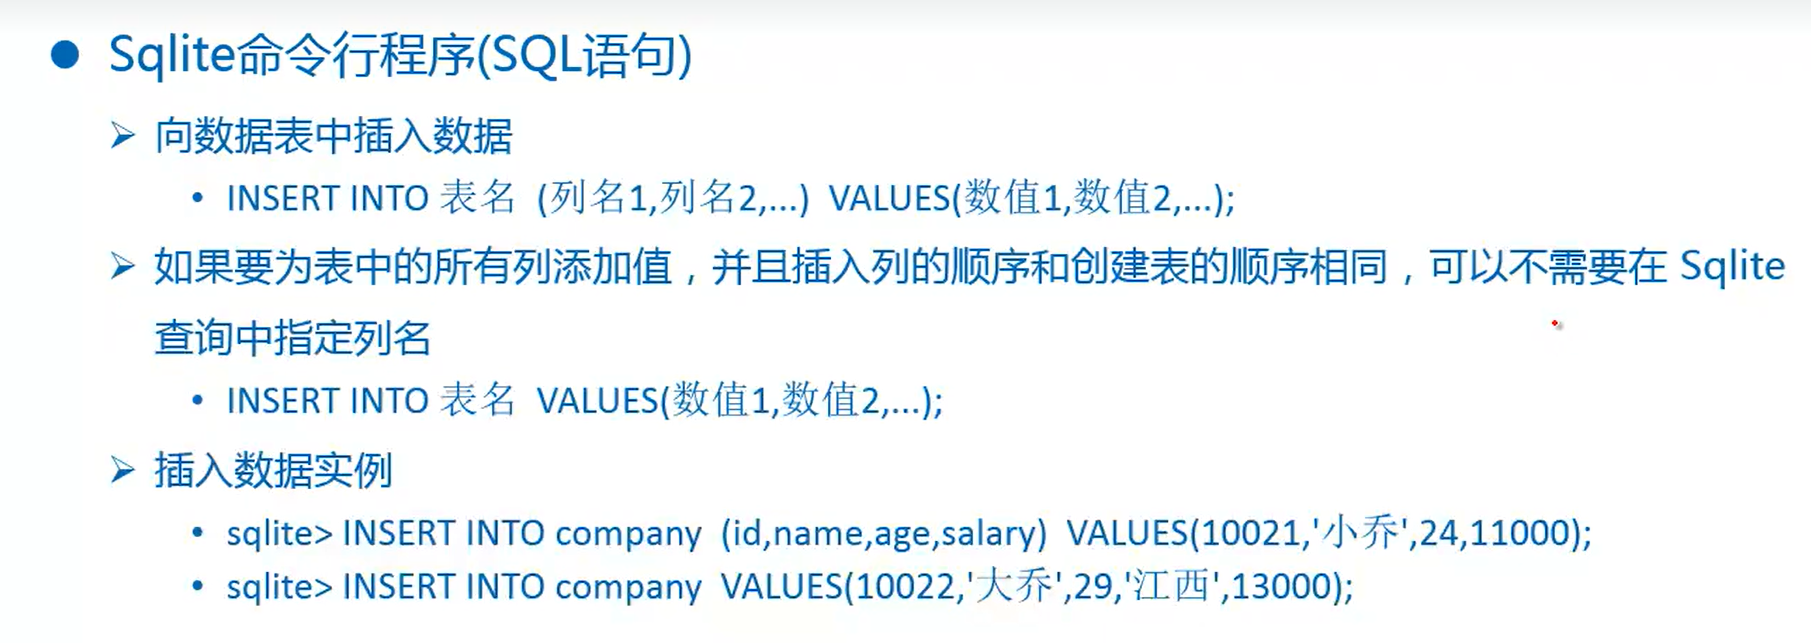 ● Sqlite命令行程序(SQL语句)
➢ 向数据表中插入数据
• INSERT INTO 表名 (列名1,列名2,...) VALUES(数值1,数值2,...);
➢ 如果要为表中的所有列添加值，并且插入列的顺序和创建表的顺序相同，可以不需要在 Sqlite
查询中指定列名
• INSERT INTO 表名 VALUES(数值1,数值2,...);
➢ 插入数据实例
• sqlite> INSERT INTO company (id,name,age,salary) VALUES(10021,'小乔',24,11000);
• sqlite> INSERT INTO company VALUES(10022,'大乔',29,'江西',13000);